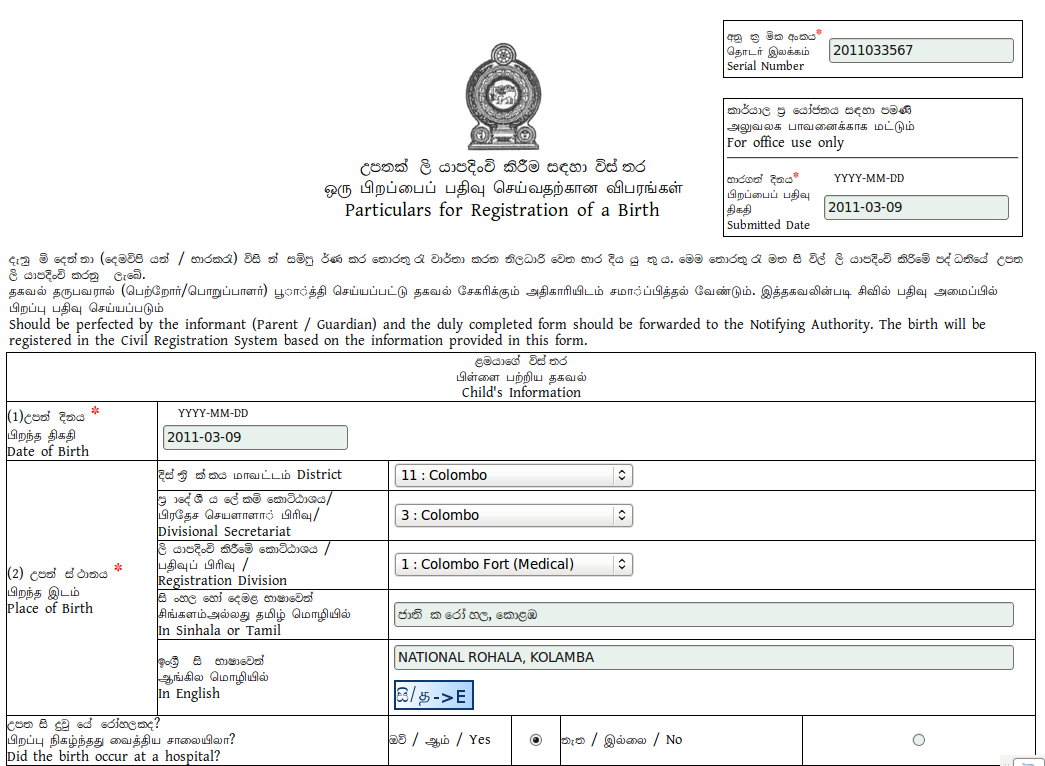 අනුක්‍රමික අංකය*
தொடர் இலக்கம்
Serial Number
2011033567
කාර්යාල ප්‍රයෝජනය සඳහා පමණි
அலுவலக பாவனைக்காக மட்டும்
For office use only
භාරගත් දිනය*
பிறப்பைப் பதிவு
திகதி
Submitted Date
YYYY-MM-DD
2011-03-09
උපතක් ලියාපදිංචි කිරීම සඳහා විස්තර
ஒரு பிறப்பைப் பதிவு செய்வதற்கான விபரங்கள்
Particulars for Registration of a Birth
දැනුම් දෙන්නා (දෙමවිපියන් / භාරකරු) විසින් සම්පුර්ණ කර තොරතුරු වාර්තා කරන නිලධාරි වෙත භාර දිය යුතුය. මෙම තොරතුරු මත සිවිල් ලියාපදිංචි කිරිමේ පද්ධතියේ උපත
ලියාපදිංචි කරනු ලැබේ.
தகவல் தருபவரால் (பெற்றோர்/பொறுப்பாளர்) பூர்த்தி செய்யப்பட்டு தகவல் சேகரிக்கும் அதிகாரியிடம் சமர்ப்பித்தல் வேண்டும். இத்தகவலின்படி சிவில் பதிவு அமைப்பில்
பிறப்பு பதிவு செய்யப்படும்
Should be perfected by the informant (Parent / Guardian) and the duly completed form should be forwarded to the Notifying Authority. The birth will be
registered in the Civil Registration System based on the information provided in this form.
ළමයාගේ විස්තර
பிள்ளை பற்றிய தகவல்
Child's Information
(1)උපන් දිනය *
பிறந்த திகதி
Date of Birth
YYYY-MM-DD
2011-03-09
(2) උපන් ස්ථානය *
பிறந்த இடம்
Place of Birth
දිස්ත්‍රික්කය மாவட்டம் District
11 : Colombo
ප්‍රාදේශීය ලේකම් කොට්ඨාශය/
பிரதேச செயளாளர் பிரிவு/
Divisional Secretariat
3 : Colombo
ලියාපදිංචි කිරීමේ කොට්ඨාශය /
பதிவுப் பிரிவு /
Registration Division
1 : Colombo Fort (Medical)
සිංහල හෝ දෙමළ භාෂාවෙන්
சிங்களம்அல்லது தமிழ் மொழியில்
In Sinhala or Tamil
ජාතික රෝහල, කොළඹ
ඉංග්‍රීසි භාෂාවෙන්
ஆங்கில மொழியில்
In English
NATIONAL ROHALA, KOLAMBA
සි/த->E
උපත සිදුවුයේ රෝහලකද?
பிறப்பு நிகழ்ந்தது வைத்திய சாலையிலா?
Did the birth occur at a hospital?
ඔව් / ஆம் / Yes
නැත / இல்லை / No